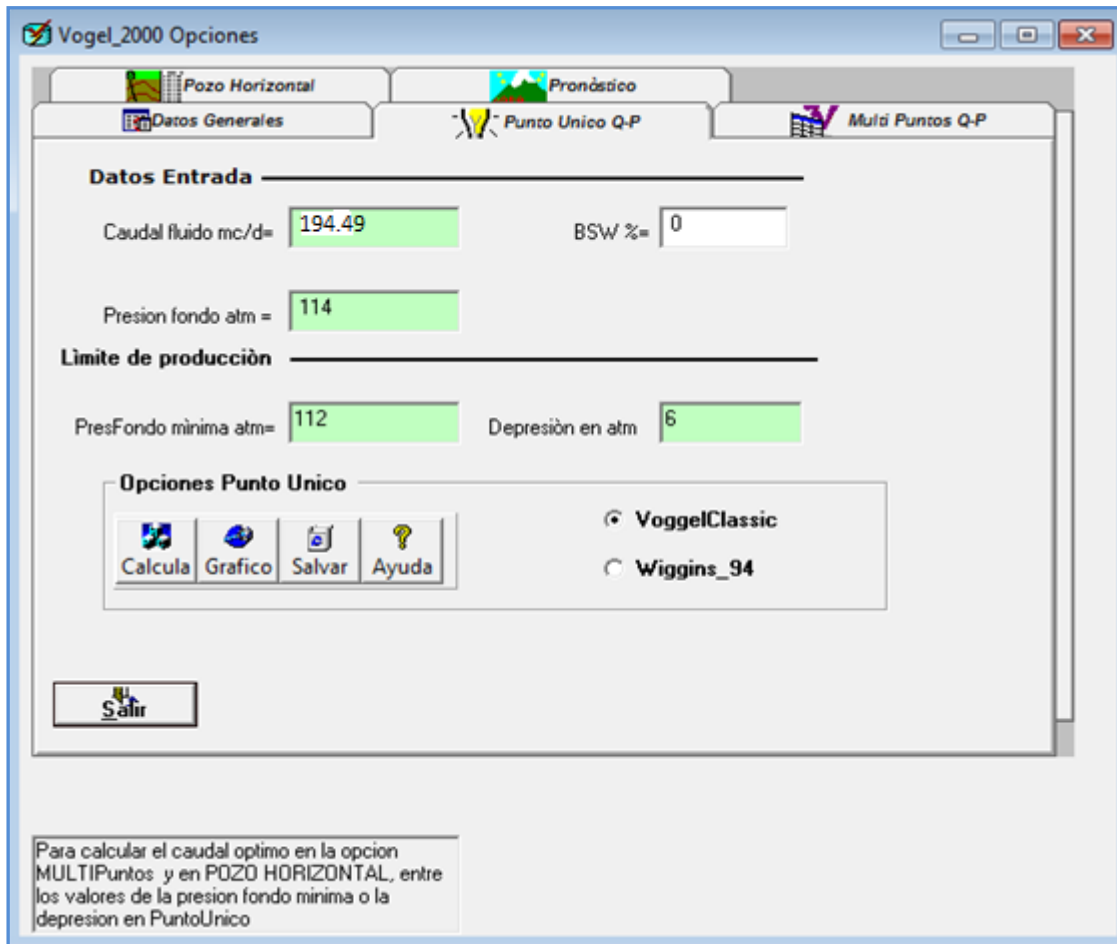 Vogel_2000 Opciones
Pozo Horizontal
Pronòstico
Datos Generales
Punto Unico Q-P
Multi Puntos Q-P
Datos Entrada
Caudal fluido mc/d= 194.49
BSW %= 0
Presion fondo atm = 114
Lìmite de producciòn
PresFondo mìnima atm= 112
Depresiòn en atm 6
Opciones Punto Unico
VoggelClassic
Calcula Grafico Salvar Ayuda
Wiggins_94
Salir
Para calcular el caudal optimo en la opcion
MULTIPuntos y en POZO HORIZONTAL, entre
los valores de la presion fondo minima o la
depresion en PuntoUnico